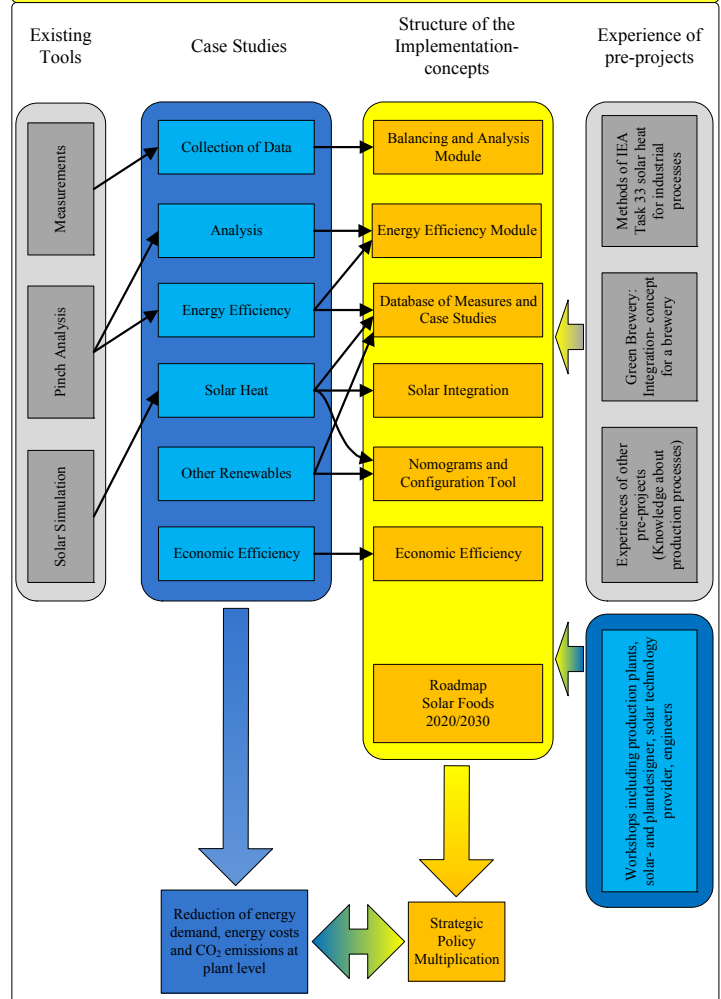 Existing
Tools
Case Studies
Structure of the
Implementation-
concepts
Experience of
pre-projects
Measurements
Pinch Analysis
Solar Simulation
Collection of Data
Analysis
Energy Efficiency
Solar Heat
Other Renewables
Economic Efficiency
Balancing and Analysis
Module
Energy Efficiency Module
Database of Measures and
Case Studies
Solar Integration
Nomograms and
Configuration Tool
Economic Efficiency
Roadmap
Solar Foods
2020/2030
Methods of IEA
Task 33 solar heat
for industrial
processes
Green Brewery:
Integration- concept
for a brewery
Experiences of other
pre-projects
(Knowledge about
production processes)
Workshops including production plants,
solar- and plantdesigner, solar technology
provider, engineers
Reduction of energy
demand, energy costs
and CO₂ emissions at
plant level
Strategic
Policy
Multiplication